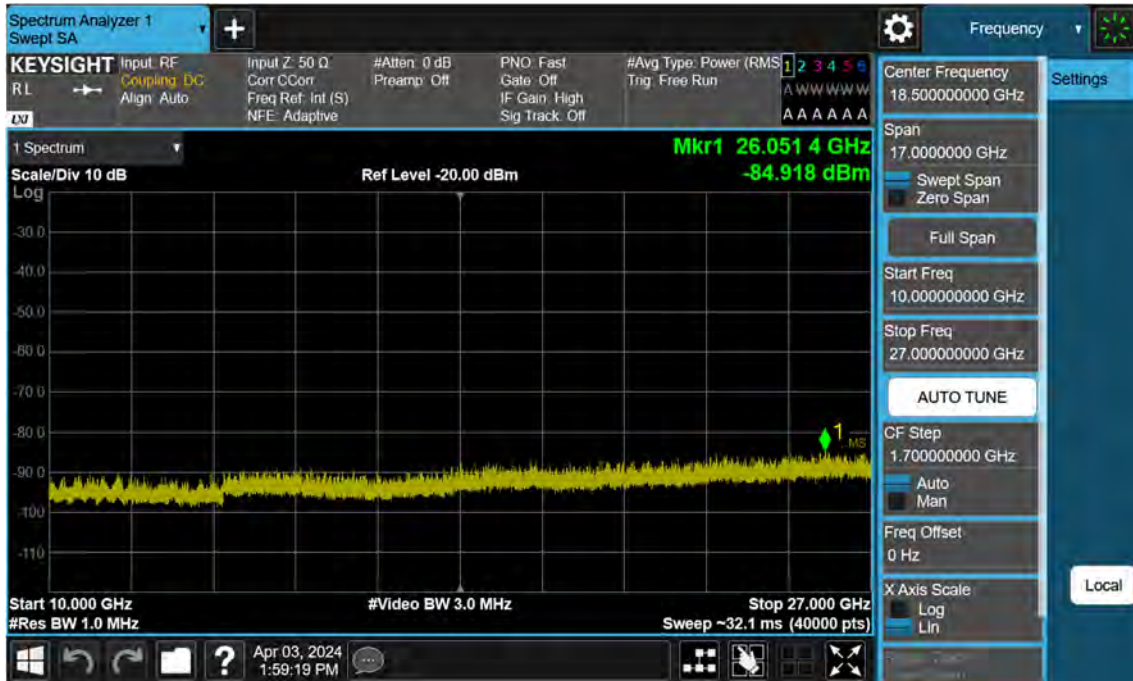 Spectrum Analyzer 1
Swept SA
+
Frequency
KEYSIGHT
RL
LXI
Input: RF
Coupling: DC
Align: Auto
Input Z: 50 Ω
Corr CCorr
Freq Ref: Int (S)
NFE: Adaptive
#Atten: 0 dB
Preamp: Off
PNO: Fast
Gate: Off
IF Gain: High
Sig Track: Off
#Avg Type: Power (RMS
Trig: Free Run
1 2 3 4 5 6
A W W W W W
A A A A A A
1 Spectrum
Scale/Div 10 dB
Ref Level -20.00 dBm
Mkr1 26.051 4 GHz
-84.918 dBm
Log
-30.0
-40.0
-50.0
-60.0
-70.0
-80.0
-90.0
-100
-110
1
MS
Start 10.000 GHz
#Res BW 1.0 MHz
#Video BW 3.0 MHz
Stop 27.000 GHz
Sweep ~32.1 ms (40000 pts)
Center Frequency
18.500000000 GHz
Span
17.0000000 GHz
Swept Span
Zero Span
Full Span
Start Freq
10.000000000 GHz
Stop Freq
27.000000000 GHz
AUTO TUNE
CF Step
1.700000000 GHz
Auto
Man
Freq Offset
0 Hz
X Axis Scale
Log
Lin
Settings
Local
?
Apr 03, 2024
1:59:19 PM